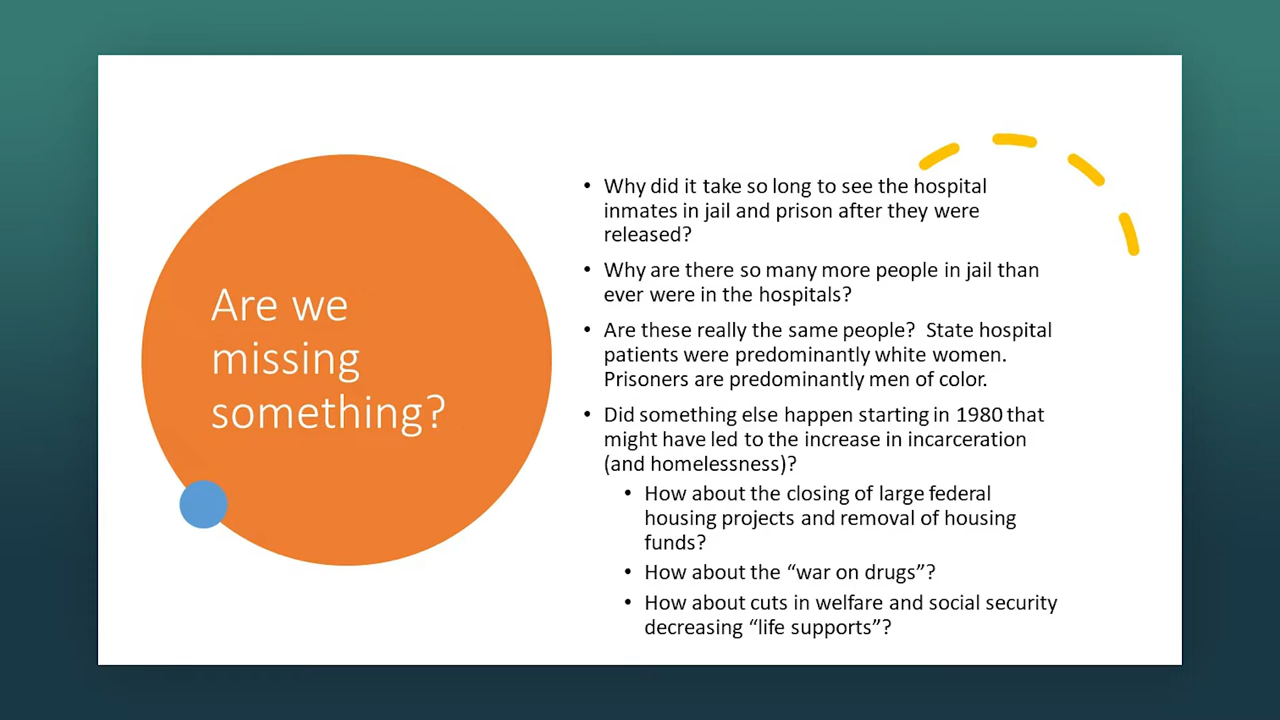 Are we
missing
something?
• Why did it take so long to see the hospital
inmates in jail and prison after they were
released?
• Why are there so many more people in jail than
ever were in the hospitals?
• Are these really the same people?  State hospital
patients were predominantly white women.
Prisoners are predominantly men of color.
• Did something else happen starting in 1980 that
might have led to the increase in incarceration
(and homelessness)?
• How about the closing of large federal
housing projects and removal of housing
funds?
• How about the “war on drugs”?
• How about cuts in welfare and social security
decreasing “life supports”?